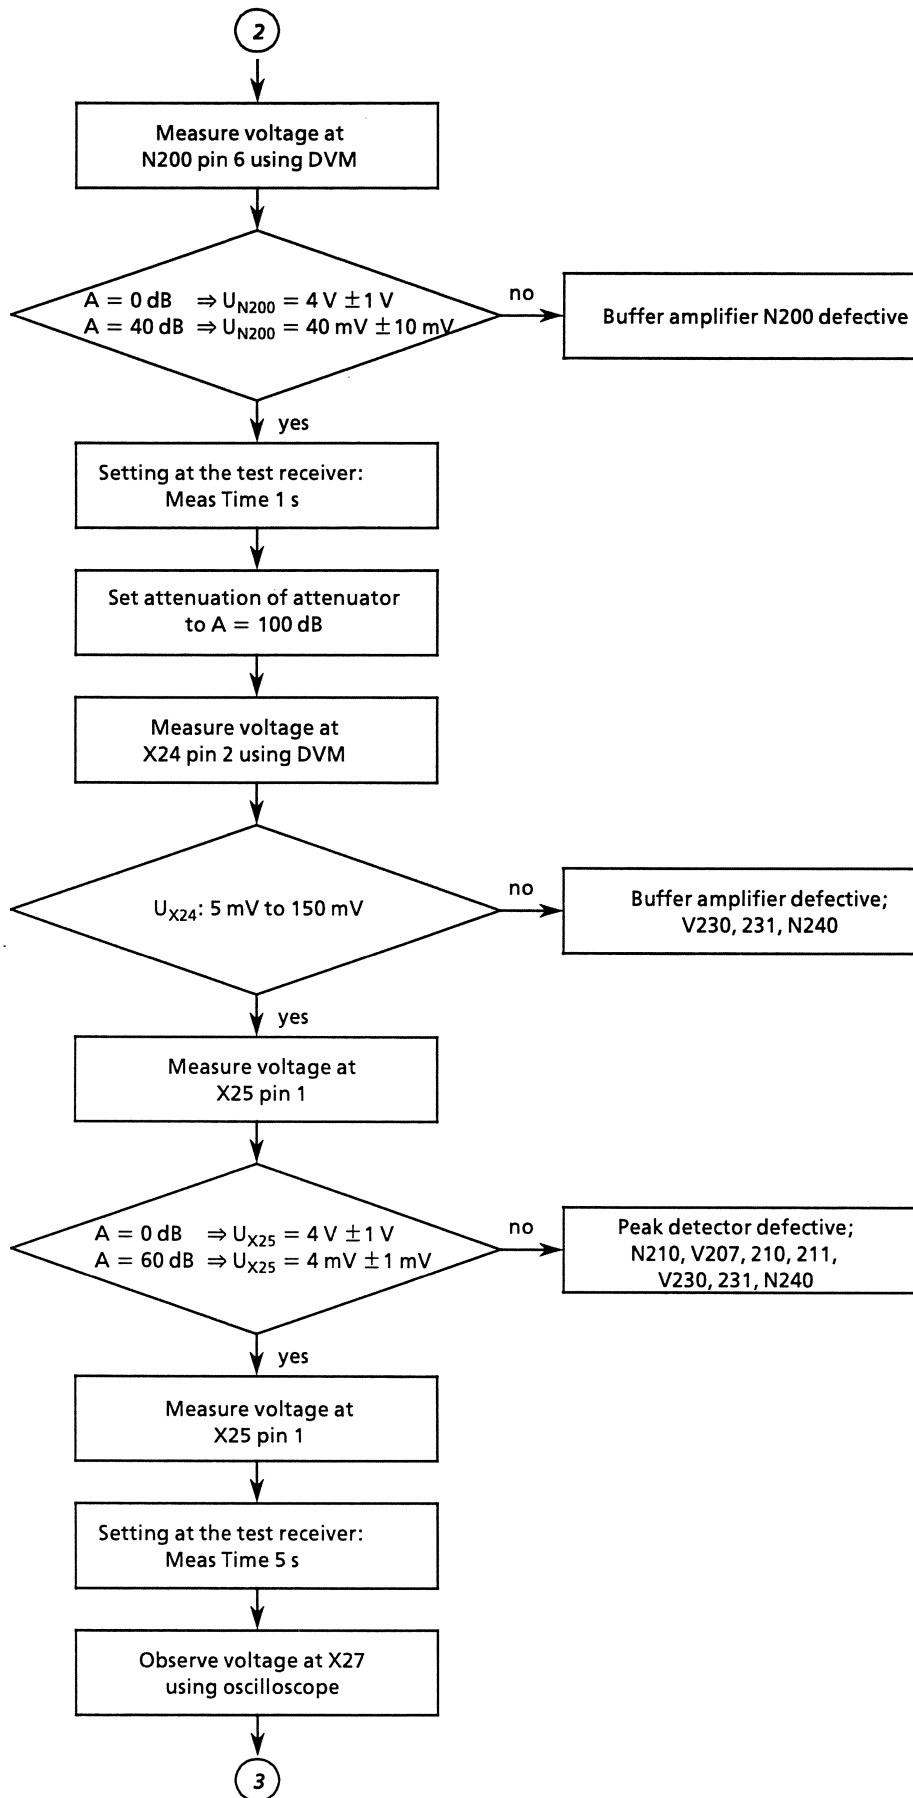 2
Measure voltage at
N200 pin 6 using DVM
A = 0 dB ⇒ U_N200 = 4 V ±1 V
A = 40 dB ⇒ U_N200 = 40 mV ±10 mV
no
Buffer amplifier N200 defective
yes
Setting at the test receiver:
Meas Time 1 s
Set attenuation of attenuator
to A = 100 dB
Measure voltage at
X24 pin 2 using DVM
U_X24: 5 mV to 150 mV
no
Buffer amplifier defective;
V230, 231, N240
yes
Measure voltage at
X25 pin 1
A = 0 dB ⇒ U_X25 = 4 V ±1 V
A = 60 dB ⇒ U_X25 = 4 mV ±1 mV
no
Peak detector defective;
N210, V207, 210, 211,
V230, 231, N240
yes
Measure voltage at
X25 pin 1
Setting at the test receiver:
Meas Time 5 s
Observe voltage at X27
using oscilloscope
3